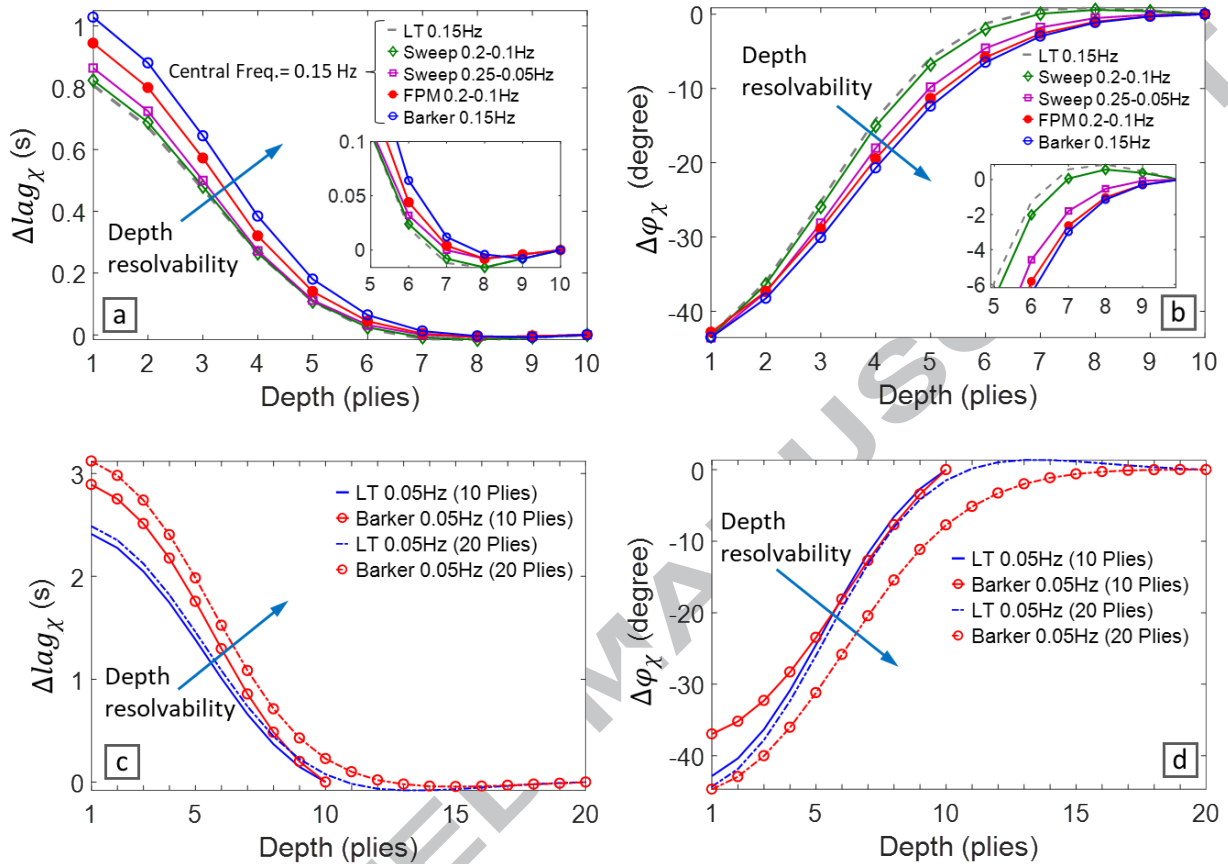 LT 0.15Hz
Sweep 0.2-0.1Hz
Central Freq.= 0.15 Hz
Sweep 0.25-0.05Hz
FPM 0.2-0.1Hz
Barker 0.15Hz
Depth
resolvability
Δlagχ (s)
1
0.8
0.6
0.4
0.2
0
0.1
0.05
0
5 6 7 8 9 10
a
1 2 3 4 5 6 7 8 9 10
Depth (plies)
Depth
resolvability
LT 0.15Hz
Sweep 0.2-0.1Hz
Sweep 0.25-0.05Hz
FPM 0.2-0.1Hz
Barker 0.15Hz
Δφχ (degree)
0
-10
-20
-30
-40
0
-2
-4
-6
5 6 7 8 9 10
b
1 2 3 4 5 6 7 8 9 10
Depth (plies)
LT 0.05Hz (10 Plies)
Barker 0.05Hz (10 Plies)
LT 0.05Hz (20 Plies)
Barker 0.05Hz (20 Plies)
Δlagχ (s)
3
2
1
0
Depth
resolvability
c
1 5 10 15 20
Depth (plies)
Depth
resolvability
LT 0.05Hz (10 Plies)
Barker 0.05Hz (10 Plies)
LT 0.05Hz (20 Plies)
Barker 0.05Hz (20 Plies)
Δφχ (degree)
0
-10
-20
-30
-40
d
1 5 10 15 20
Depth (plies)